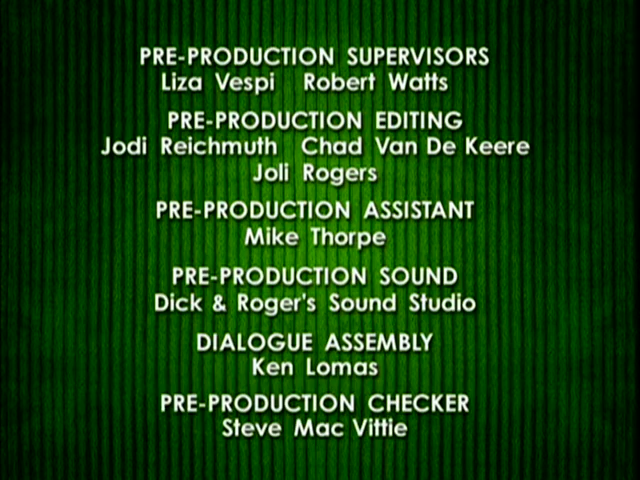 PRE-PRODUCTION SUPERVISORS
Liza Vespi Robert Watts
PRE-PRODUCTION EDITING
Jodi Reichmuth Chad Van De Keere
Joli Rogers
PRE-PRODUCTION ASSISTANT
Mike Thorpe
PRE-PRODUCTION SOUND
Dick & Roger's Sound Studio
DIALOGUE ASSEMBLY
Ken Lomas
PRE-PRODUCTION CHECKER
Steve Mac Vittie